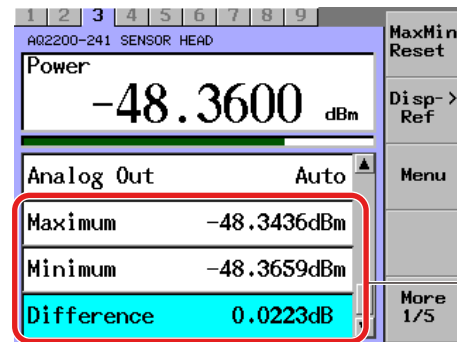 1 2 3 4 5 6 7 8 9
AQ2200-241 SENSOR HEAD
Power
-48.3600 dBm
Analog Out Auto
Maximum -48.3436dBm
Minimum -48.3659dBm
Difference 0.0223dB
MaxMin
Reset
Disp->
Ref
Menu
More
1/5